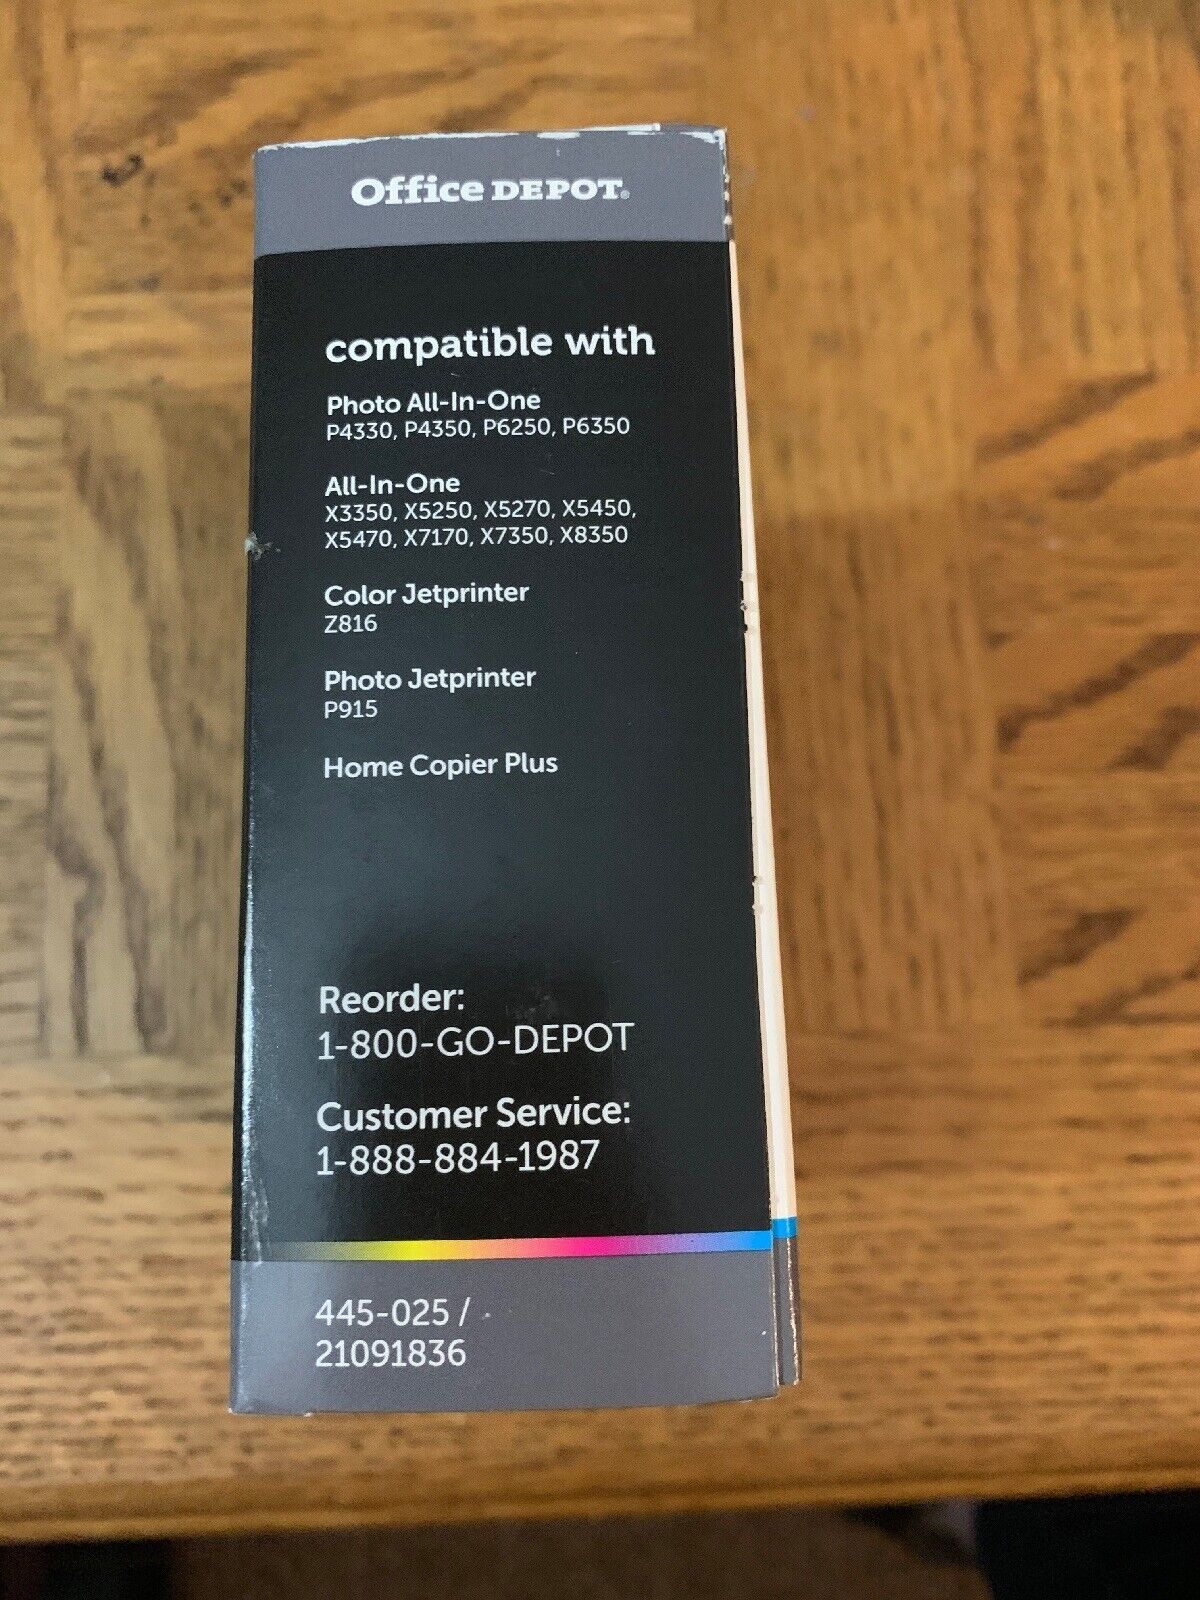 Office DEPOT®
compatible with
Photo All-In-One
P4330, P4350, P6250, P6350
All-In-One
X3350, X5250, X5270, X5450,
X5470, X7170, X7350, X8350
Color Jetprinter
Z816
Photo Jetprinter
P915
Home Copier Plus
Reorder:
1-800-GO-DEPOT
Customer Service:
1-888-884-1987
445-025 /
21091836